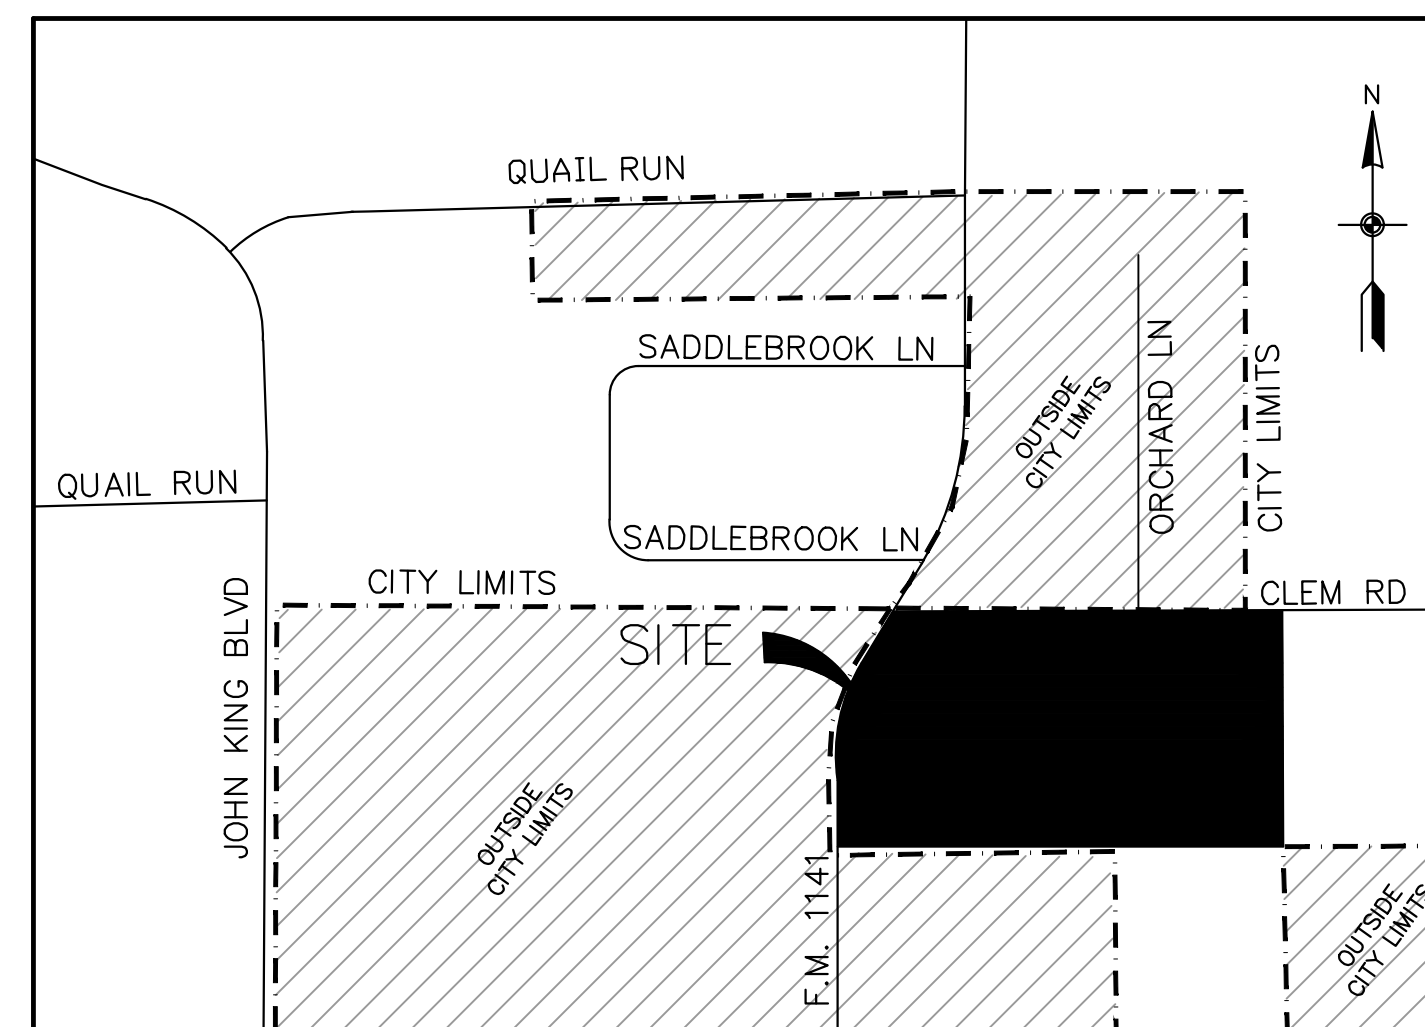 N
QUAIL RUN
SADDLEBROOK LN
OUTSIDE
CITY LIMITS
ORCHARD LN
CITY LIMITS
QUAIL RUN
SADDLEBROOK LN
CITY LIMITS
CLEM RD
JOHN KING BLVD
SITE
OUTSIDE
CITY LIMITS
F.M. 1141
OUTSIDE
CITY LIMITS